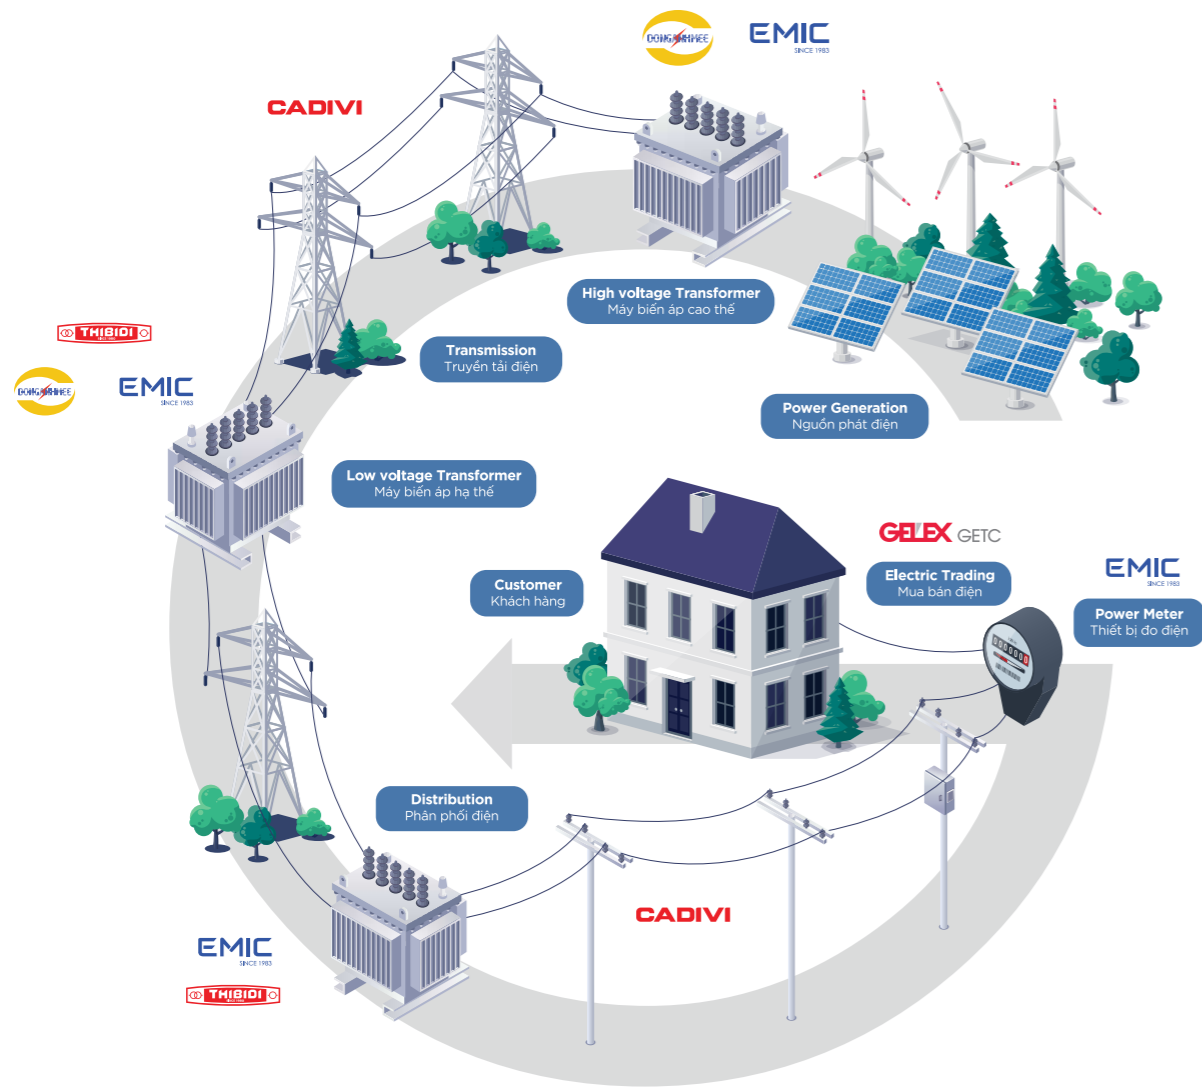 DONGANHMEE
EMIC
SINCE 1983
CADIVI
High voltage Transformer
Máy biến áp cao thế
THIBIDI
Transmission
Truyền tải điện
DONGANHMEE
EMIC
SINCE 1983
Power Generation
Nguồn phát điện
Low voltage Transformer
Máy biến áp hạ thế
GELEX GETC
EMIC
SINCE 1983
Customer
Khách hàng
Electric Trading
Mua bán điện
Power Meter
Thiết bị đo điện
Distribution
Phân phối điện
CADIVI
EMIC
SINCE 1983
THIBIDI